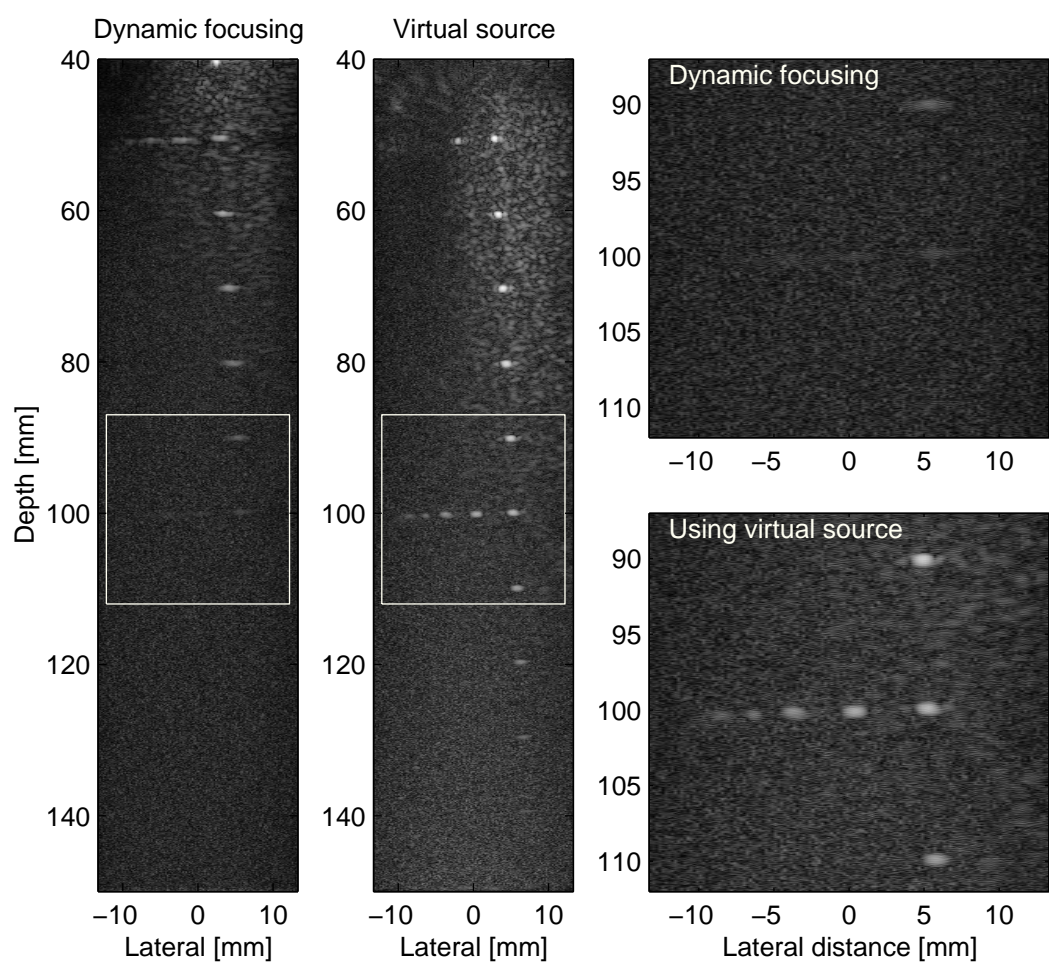 Dynamic focusing
Virtual source
40
60
80
100
120
140
Depth [mm]
−10 0 10
Lateral [mm]
40
60
80
100
120
140
−10 0 10
Lateral [mm]
Dynamic focusing
90
95
100
105
110
−10 −5 0 5 10
Using virtual source
90
95
100
105
110
−10 −5 0 5 10
Lateral distance [mm]